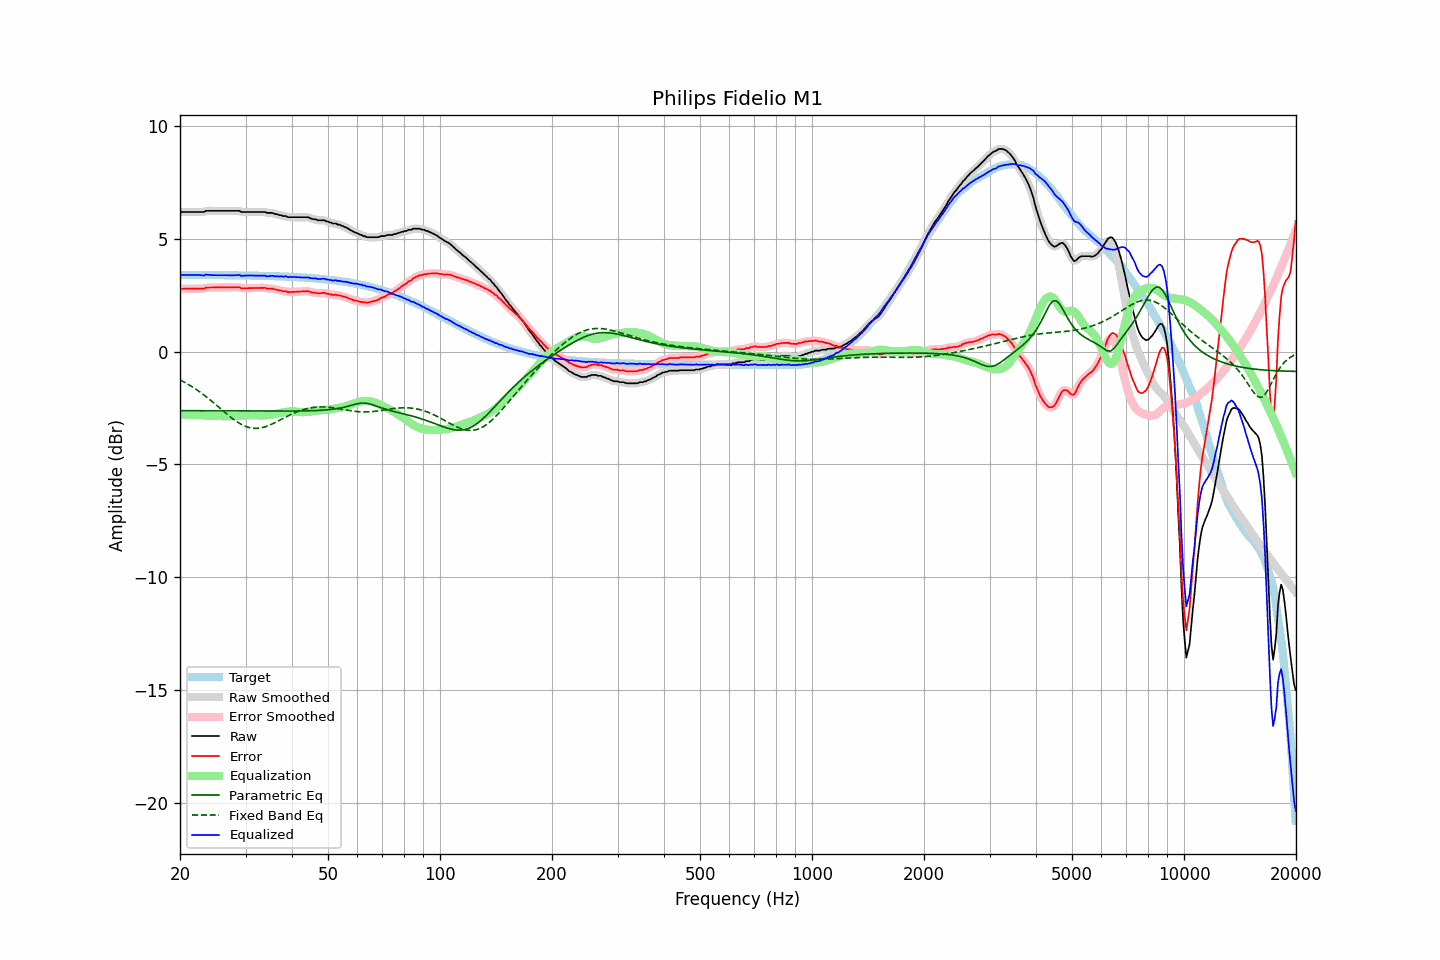 Philips Fidelio M1
10
5
0
−5
−10
−15
−20
Amplitude (dBr)
Target
Raw Smoothed
Error Smoothed
Raw
Error
Equalization
Parametric Eq
Fixed Band Eq
Equalized
20 50 100 200 500 1000 2000 5000 10000 20000
Frequency (Hz)